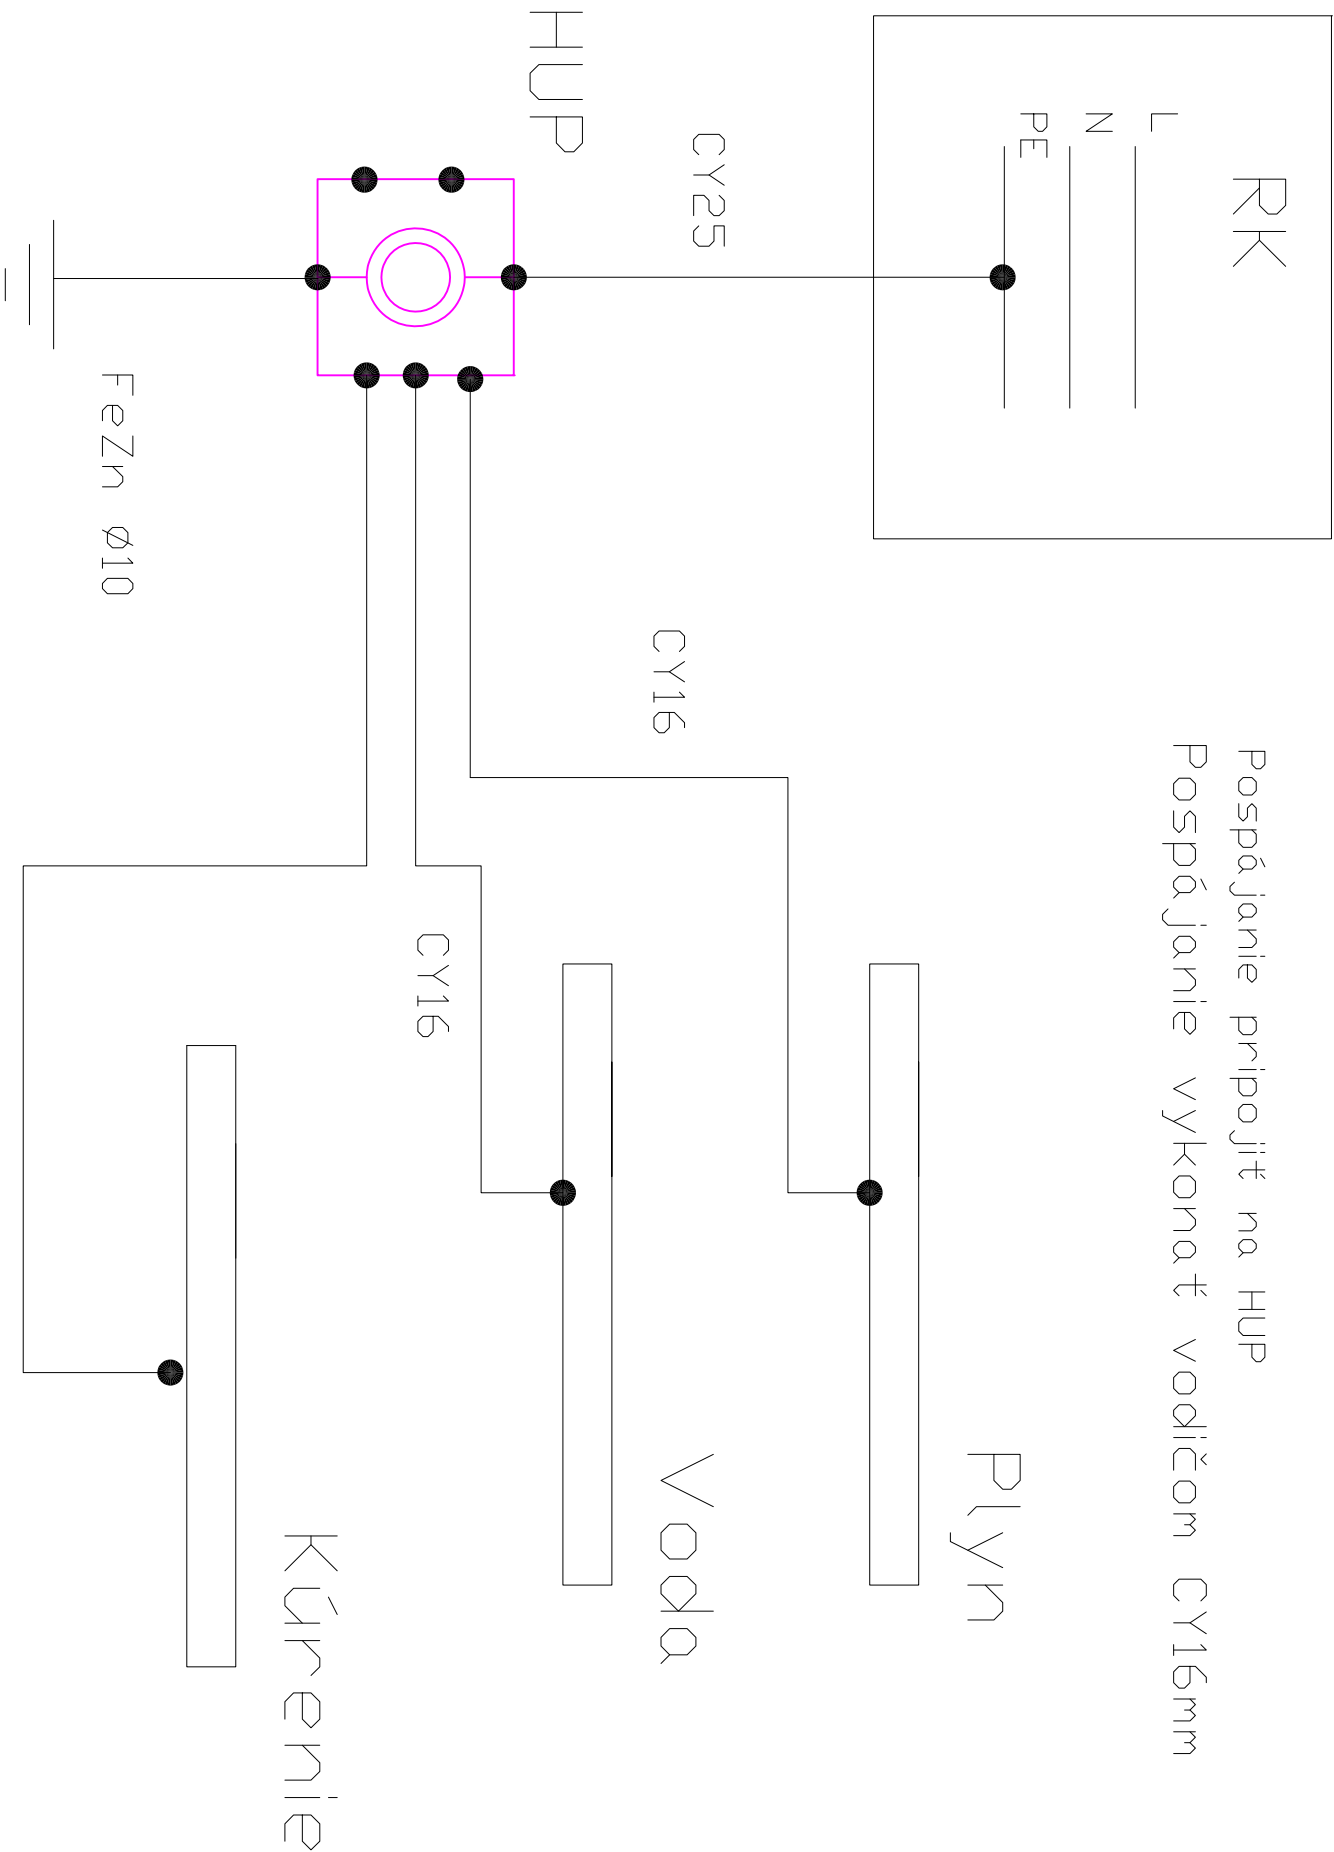 RK
L
N
PE
Pospájanie pripojiť na HUP
Pospájanie vykonať vodičom CY16mm
CY25
HUP
CY16
Plyn
Voda
CY16
FeZn Ø10
Kúrenie